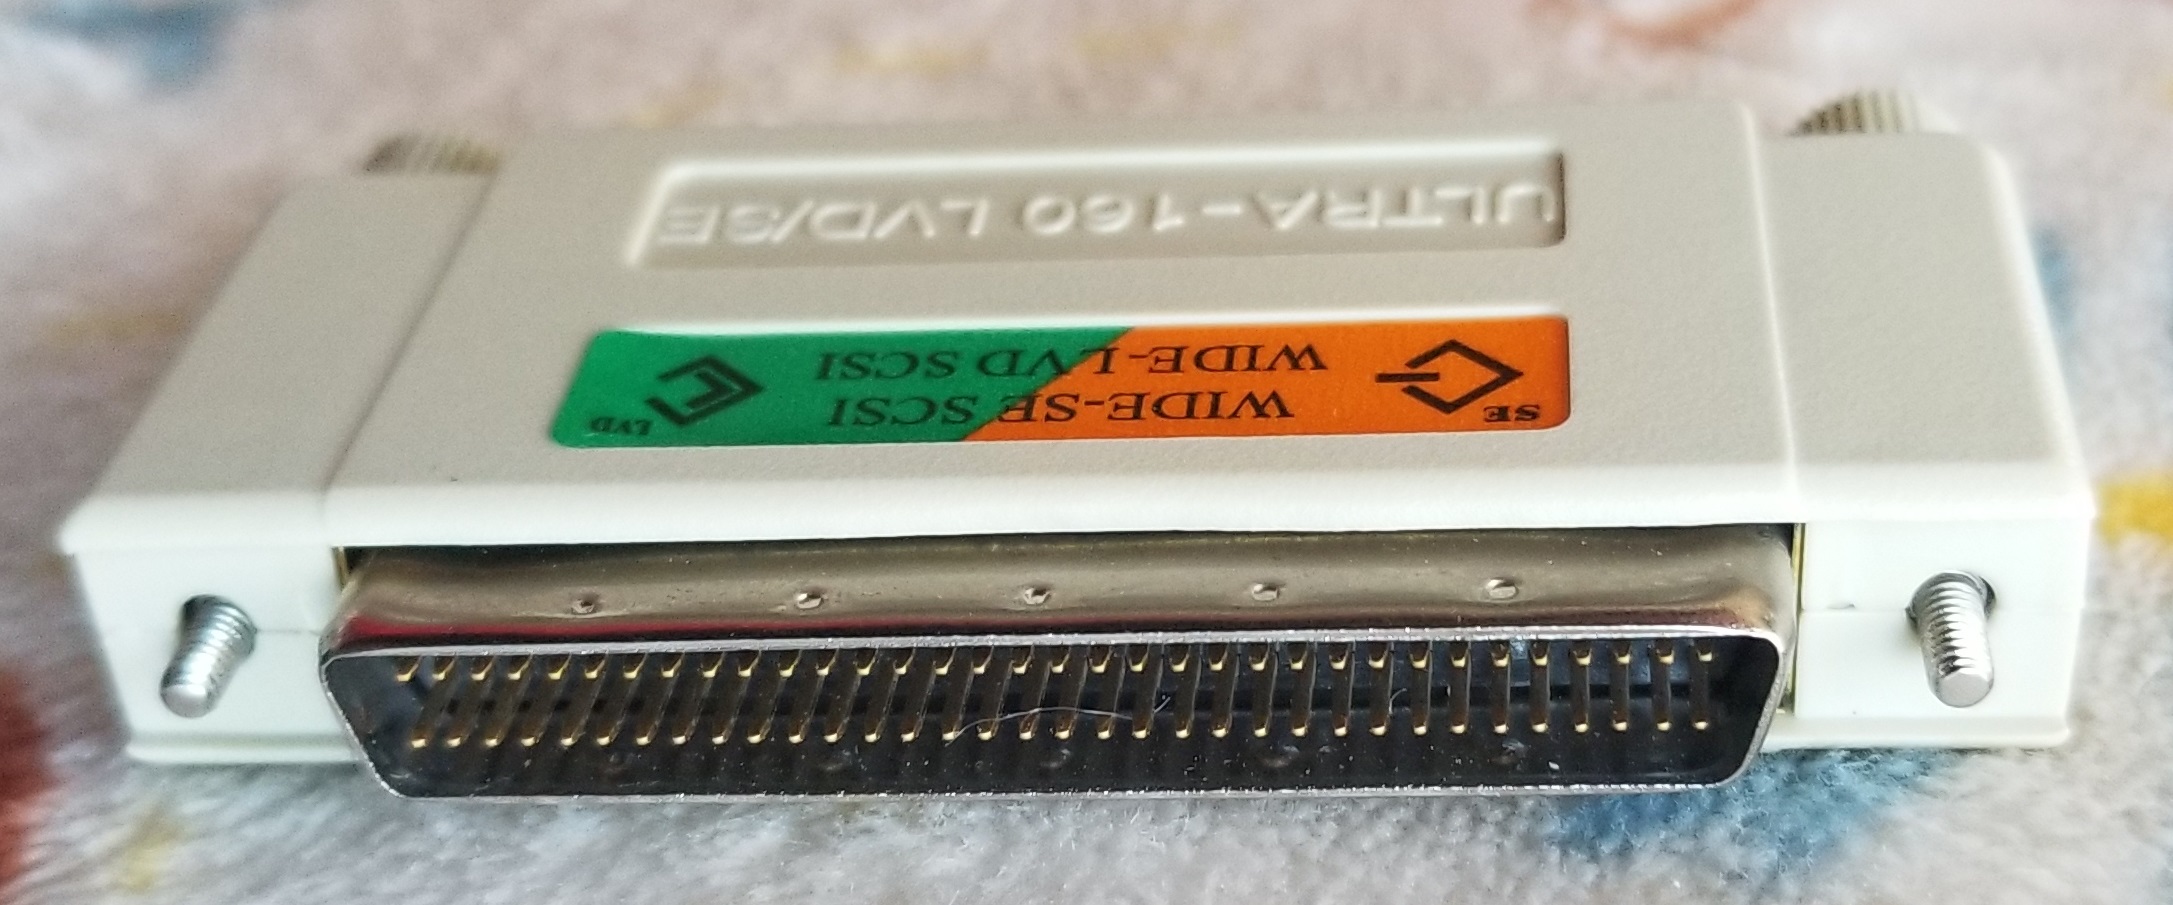 SE
WIDE-SE SCSI
WIDE-LVD SCSI
LVD
ULTRA-160 LVD/SE